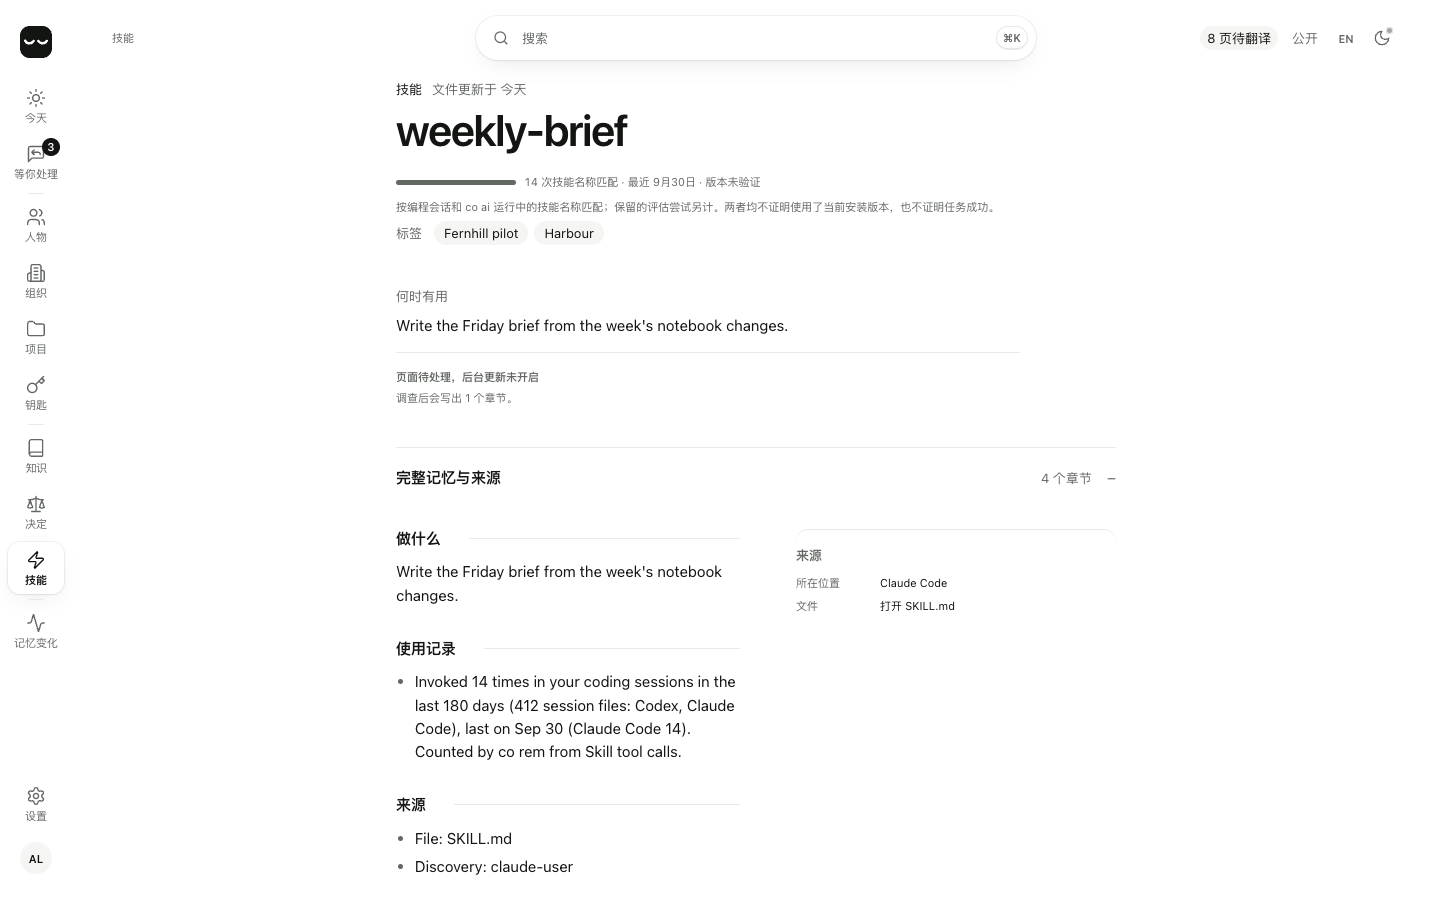 技能
搜索
⌘K
8 页待翻译
公开
EN
今天
3
等你处理
人物
组织
项目
钥匙
知识
决定
技能
记忆变化
设置
AL
技能 文件更新于 今天
weekly-brief
14 次技能名称匹配 · 最近 9月30日 · 版本未验证
按编程会话和 co ai 运行中的技能名称匹配；保留的评估尝试另计。两者均不证明使用了当前安装版本，也不证明任务成功。
标签 Fernhill pilot Harbour
何时有用
Write the Friday brief from the week's notebook changes.
页面待处理，后台更新未开启
调查后会写出 1 个章节。
完整记忆与来源
4 个章节 –
做什么
Write the Friday brief from the week's notebook
changes.
使用记录
Invoked 14 times in your coding sessions in the
last 180 days (412 session files: Codex, Claude
Code), last on Sep 30 (Claude Code 14).
Counted by co rem from Skill tool calls.
来源
File: SKILL.md
Discovery: claude-user
来源
所在位置 Claude Code
文件 打开 SKILL.md